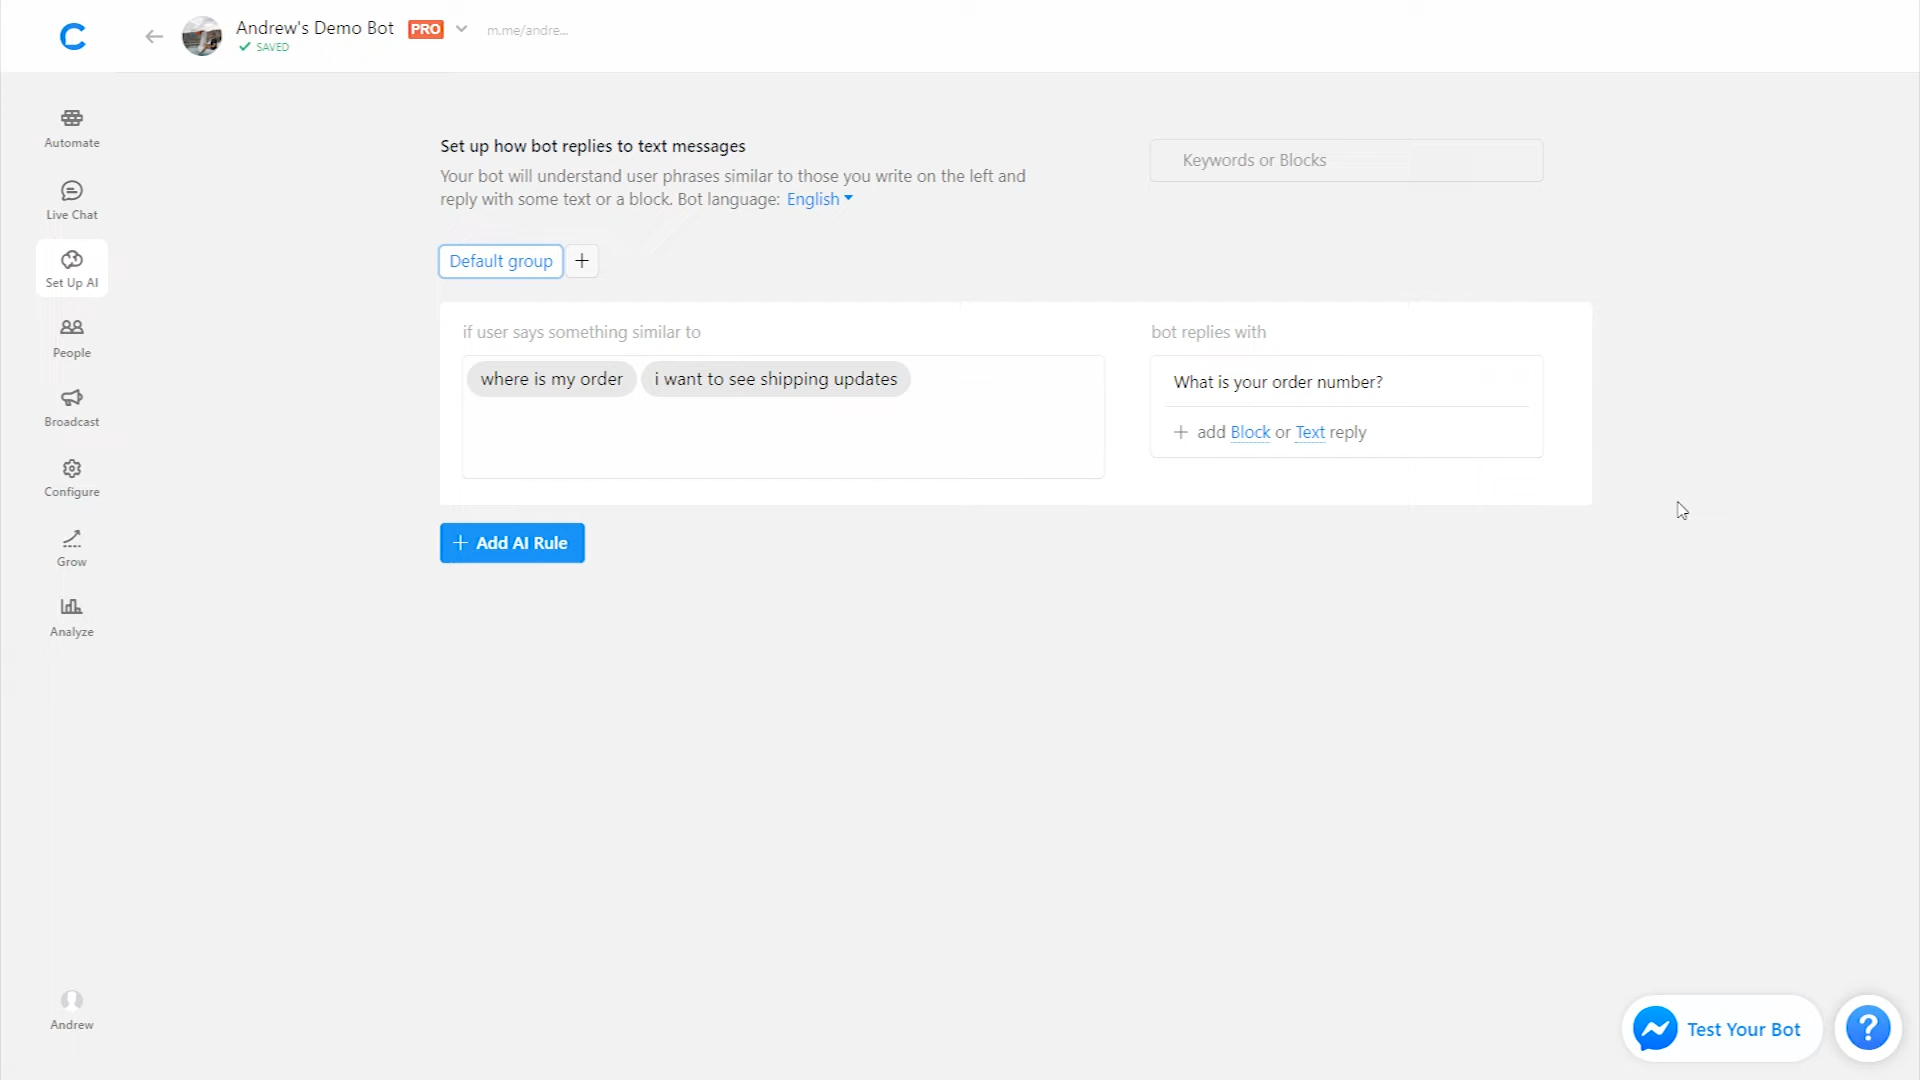 Andrew's Demo Bot PRO m.me/andre...
SAVED
Automate
Live Chat
Set Up AI
People
Broadcast
Configure
Grow
Analyze
Andrew
Set up how bot replies to text messages
Your bot will understand user phrases similar to those you write on the left and
reply with some text or a block. Bot language: English
Keywords or Blocks
Default group +
if user says something similar to
where is my order i want to see shipping updates
bot replies with
What is your order number?
+ add Block or Text reply
+ Add AI Rule
Test Your Bot ?